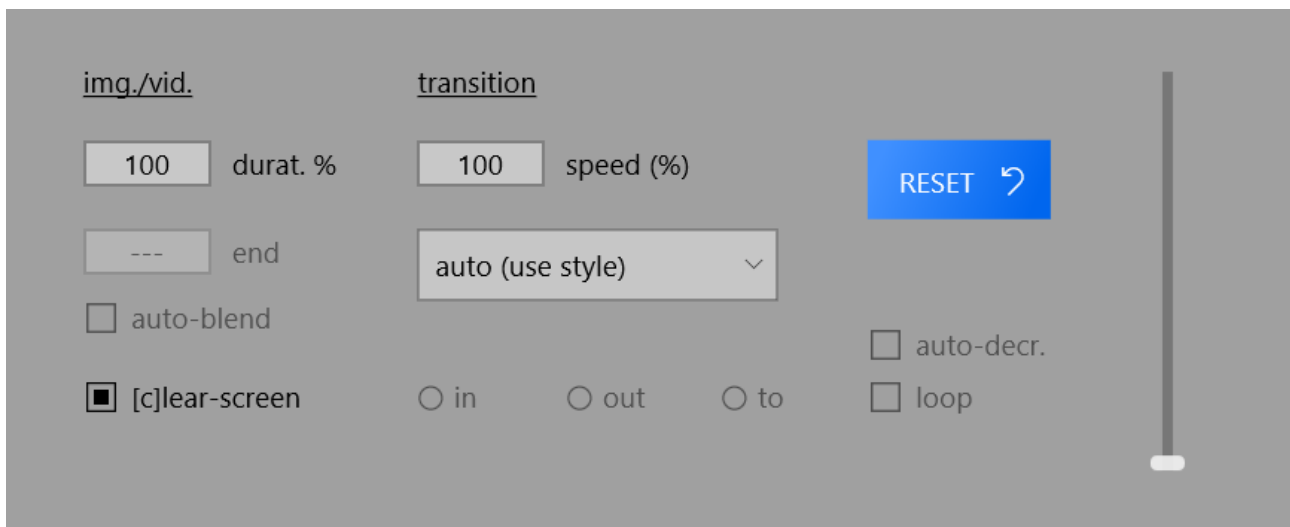 img./vid. transition
100 durat. % 100 speed (%)
RESET
--- end
auto (use style)
auto-blend
auto-decr.
[c]lear-screen in out to loop